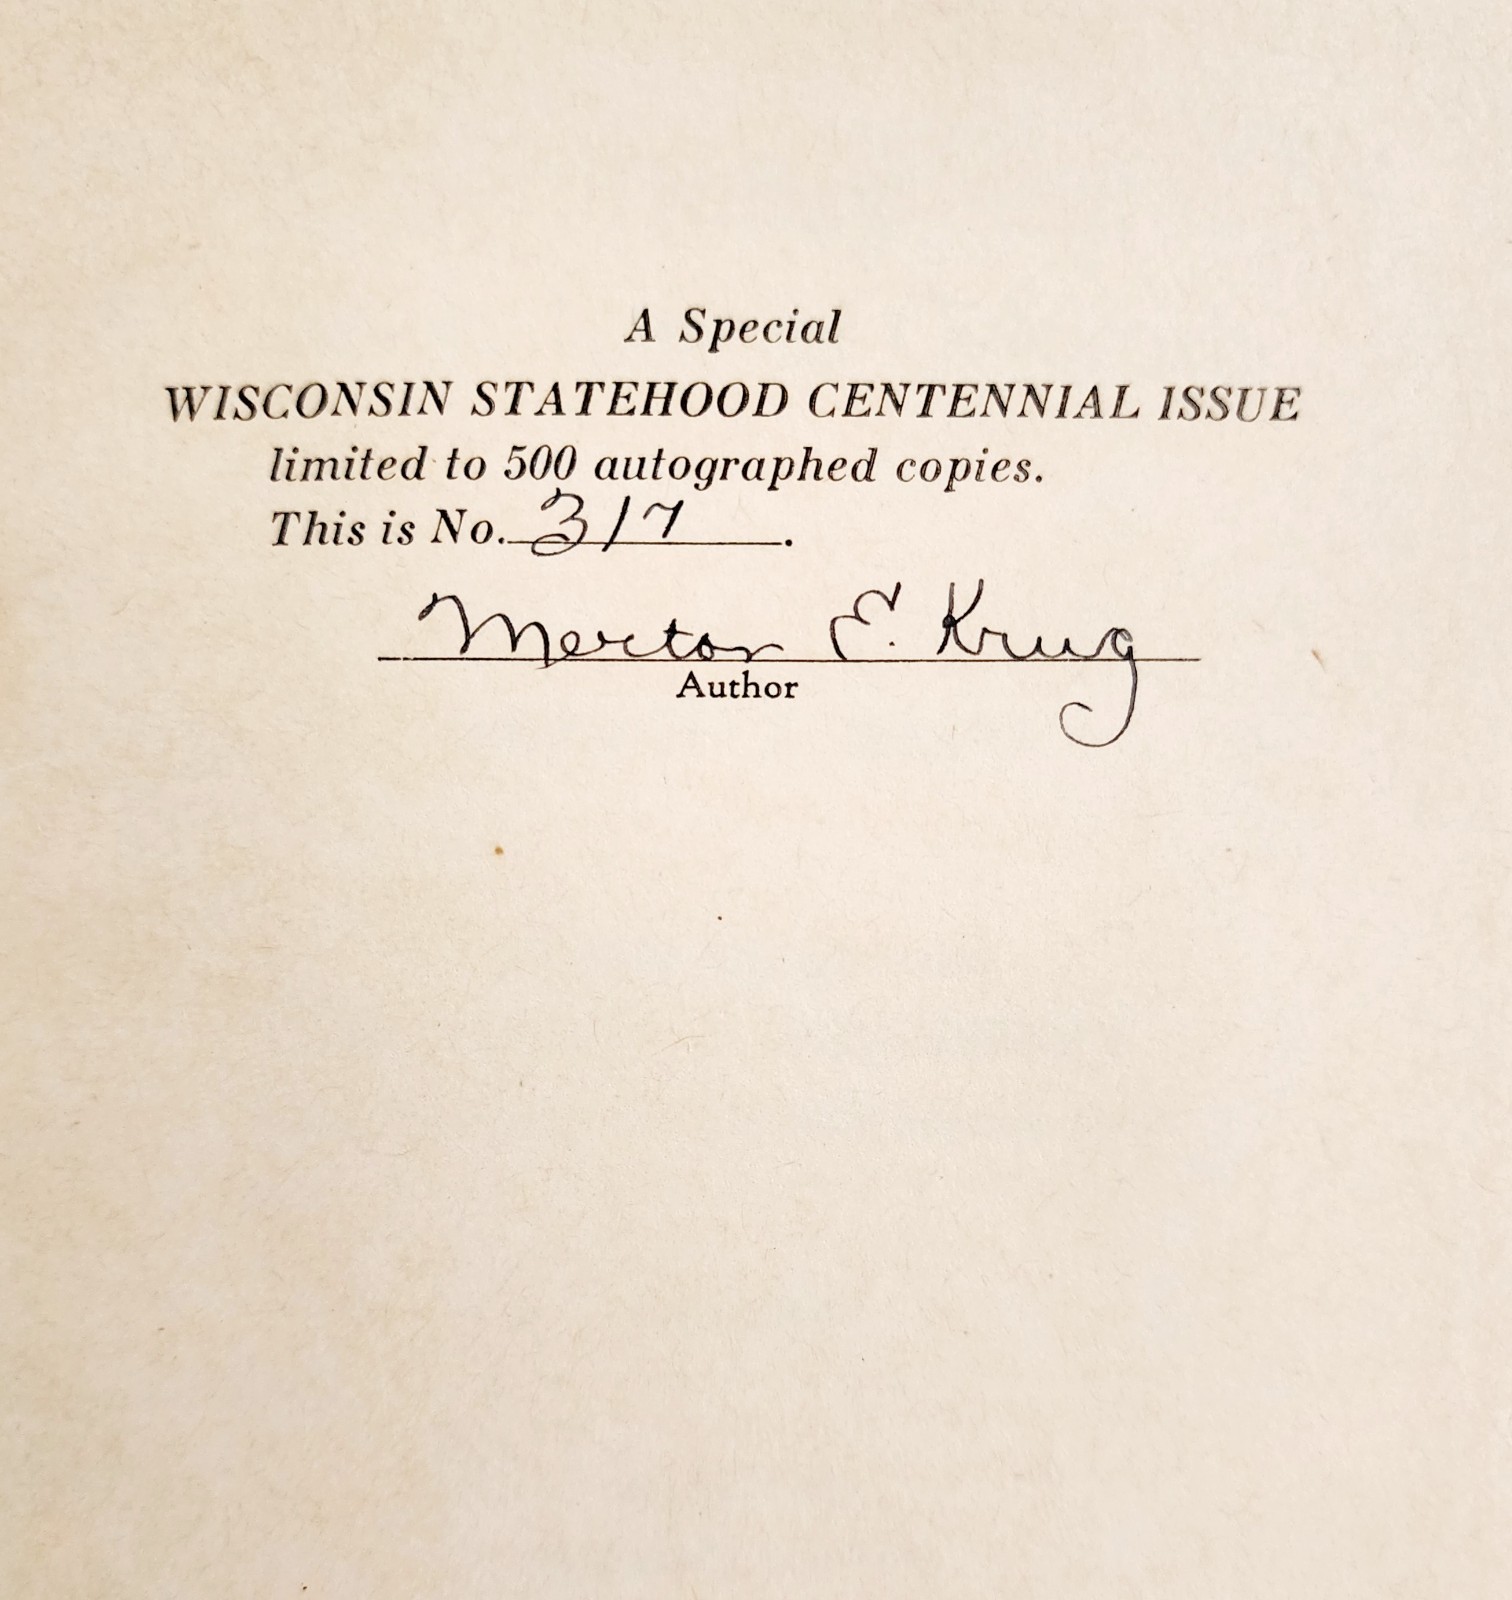 A Special
WISCONSIN STATEHOOD CENTENNIAL ISSUE
limited to 500 autographed copies.
This is No. 317.
Merton E. Krug
Author